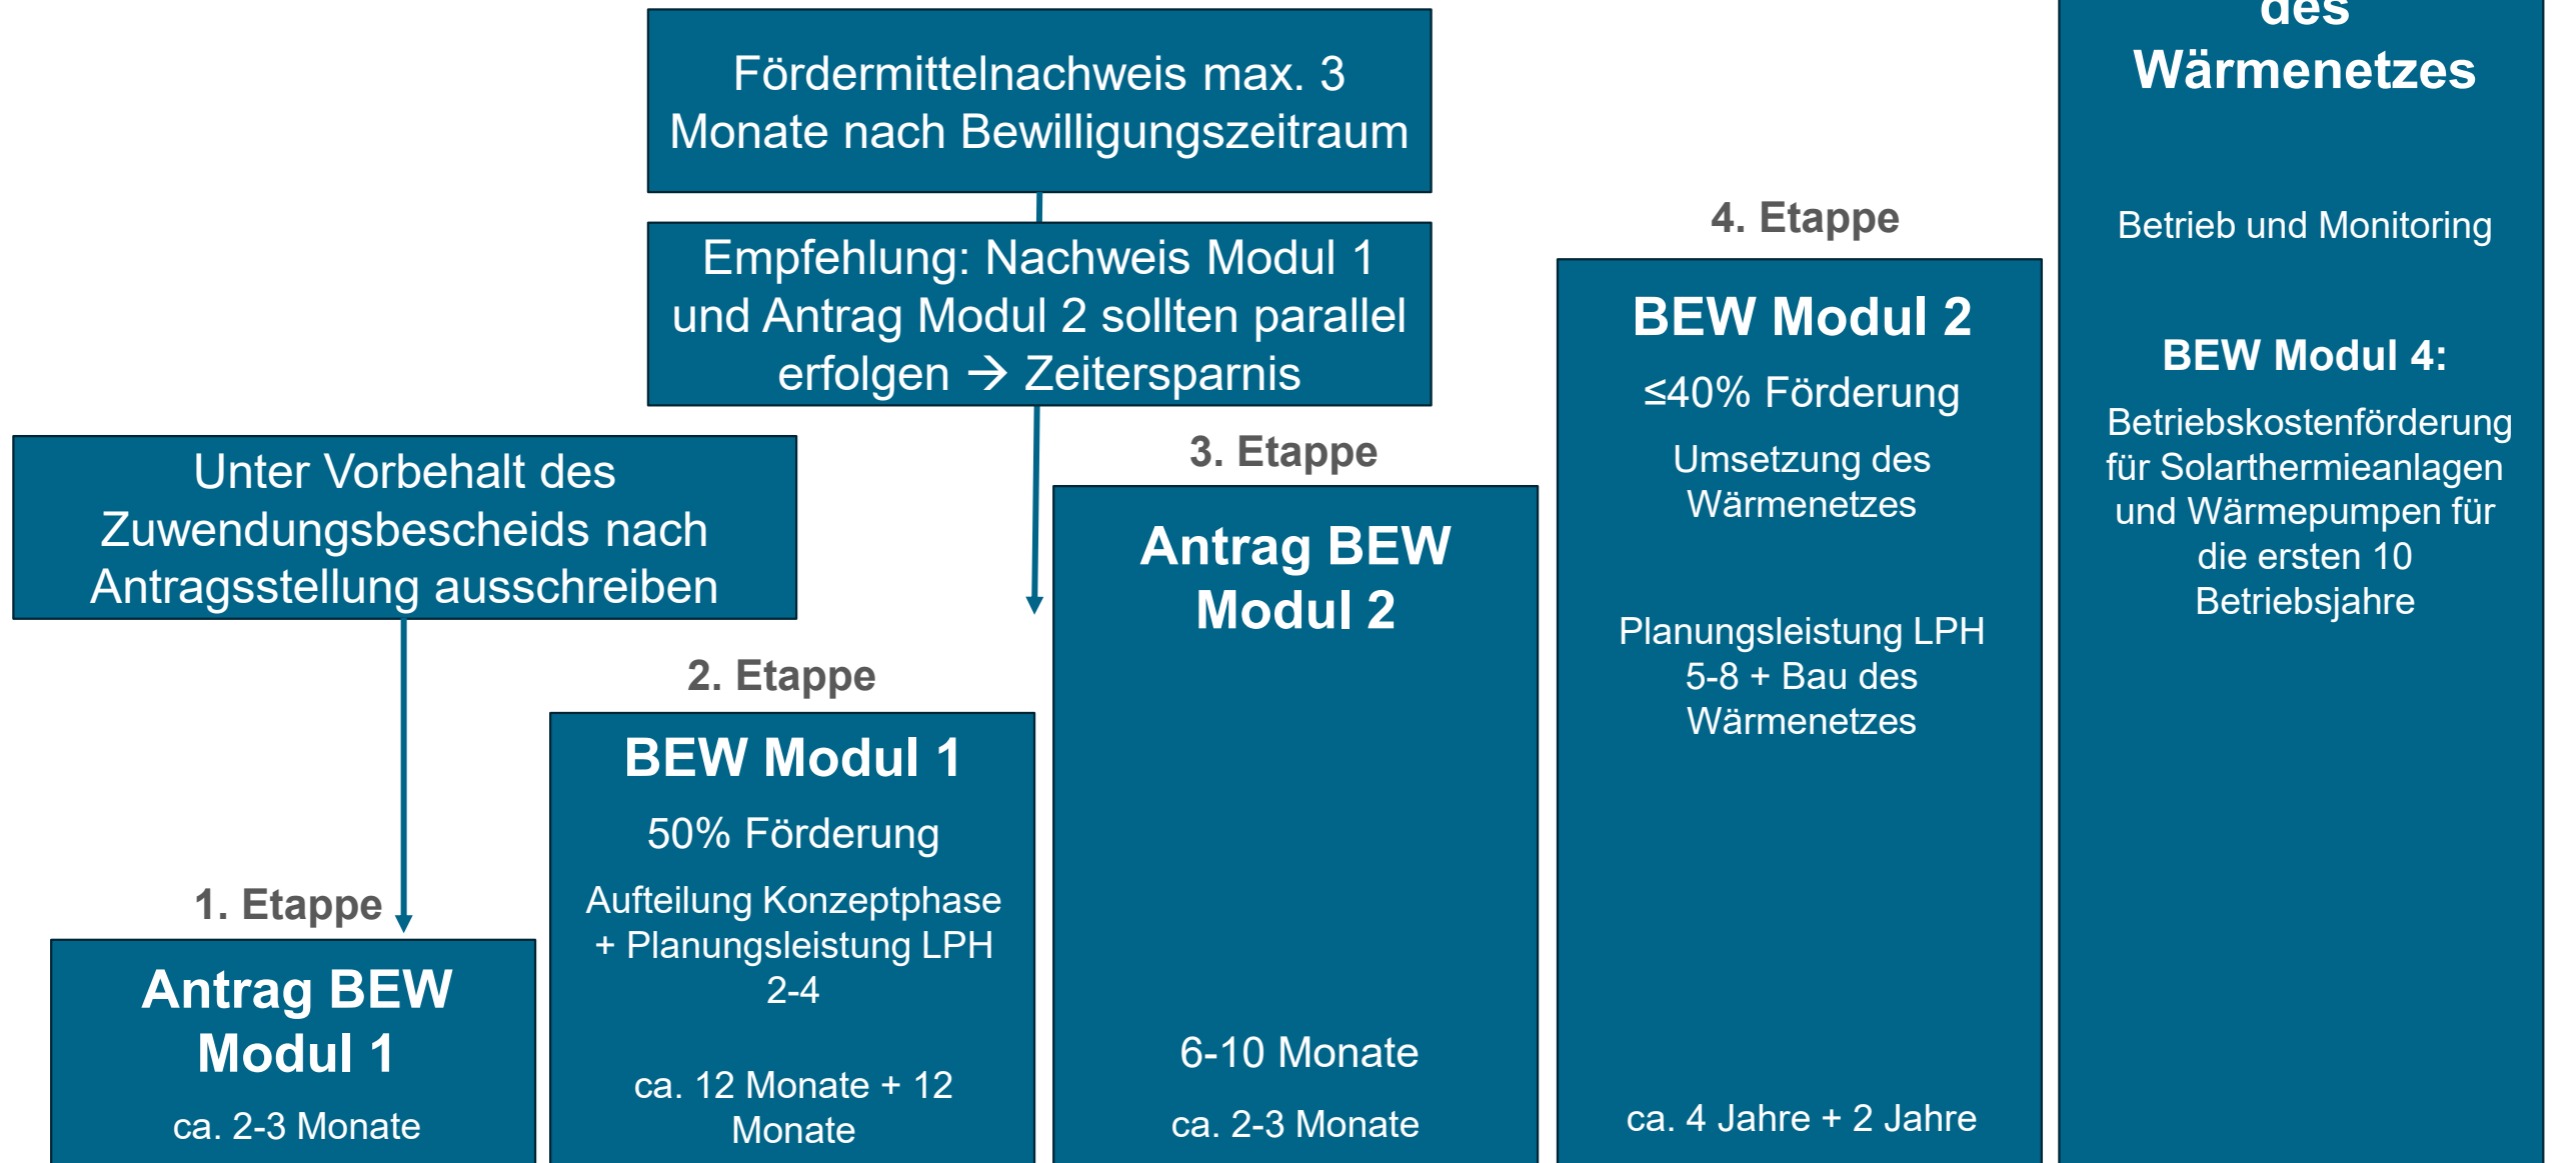 Fördermittelnachweis max. 3
Monate nach Bewilligungszeitraum
Empfehlung: Nachweis Modul 1
und Antrag Modul 2 sollten parallel
erfolgen → Zeitersparnis
Unter Vorbehalt des
Zuwendungsbescheids nach
Antragsstellung ausschreiben
1. Etappe
Antrag BEW
Modul 1
ca. 2-3 Monate
2. Etappe
BEW Modul 1
50% Förderung
Aufteilung Konzeptphase
+ Planungsleistung LPH
2-4
ca. 12 Monate + 12
Monate
3. Etappe
Antrag BEW
Modul 2
6-10 Monate
ca. 2-3 Monate
4. Etappe
BEW Modul 2
≤40% Förderung
Umsetzung des
Wärmenetzes
Planungsleistung LPH
5-8 + Bau des
Wärmenetzes
ca. 4 Jahre + 2 Jahre
des
Wärmenetzes
Betrieb und Monitoring
BEW Modul 4:
Betriebskostenförderung
für Solarthermieanlagen
und Wärmepumpen für
die ersten 10
Betriebsjahre